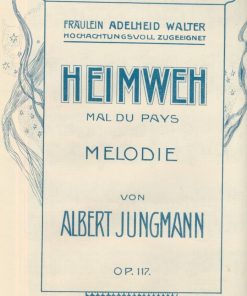 FRÄULEIN ADELHEID WALTER
HOCHACHTUNGSVOLL ZUGEEIGNET
HEIMWEH
MAL DU PAYS
MELODIE
VON
ALBERT JUNGMANN
OP. 117.